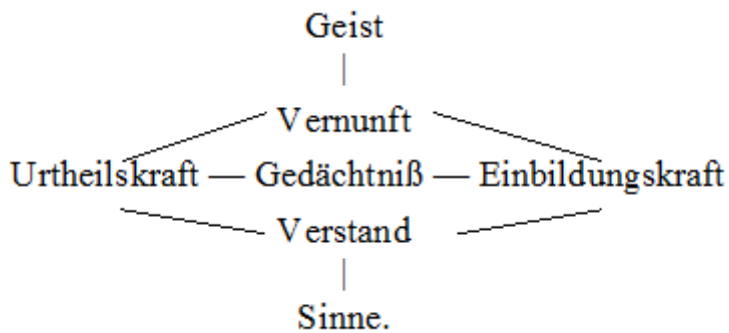 Geist
Vernunft
Urtheilskraft — Gedächtniß — Einbildungskraft
Verstand
Sinne.